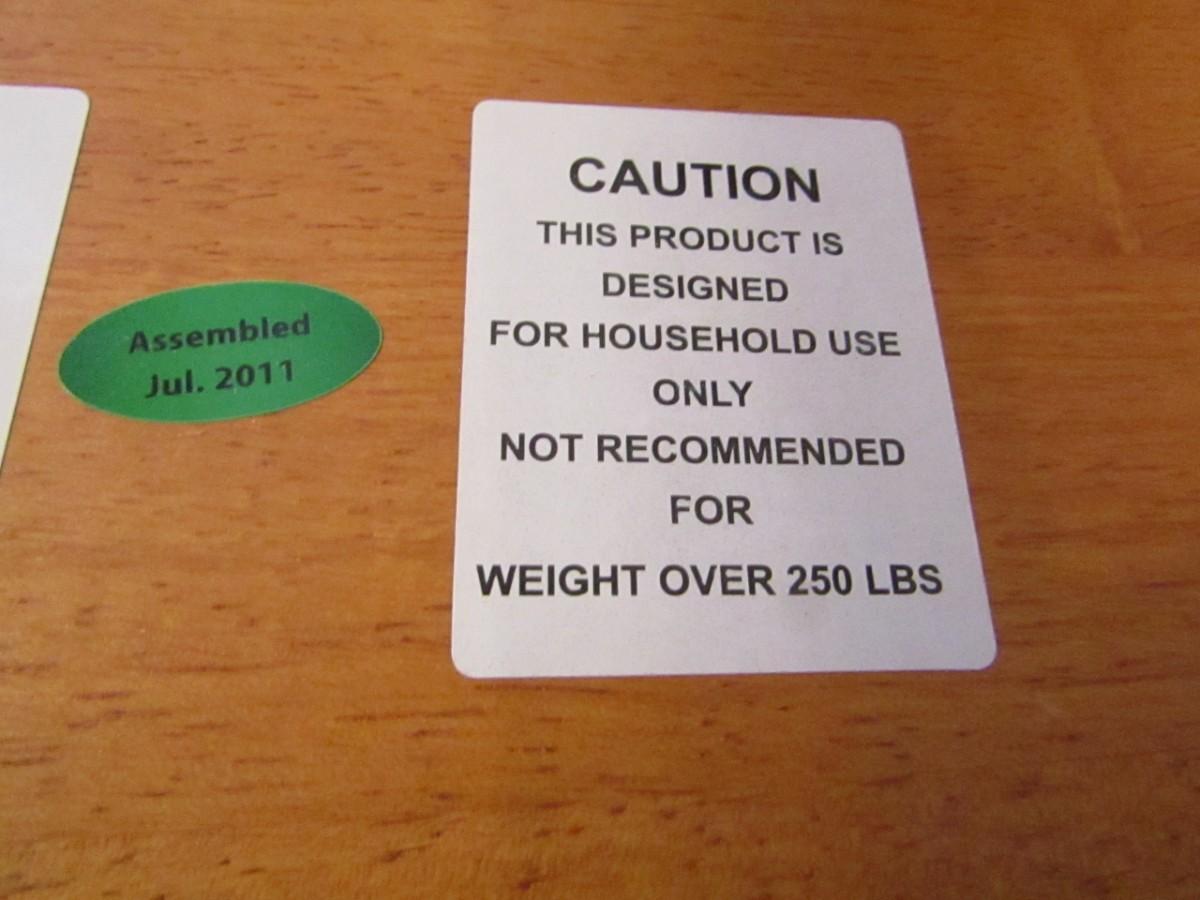 Assembled
Jul. 2011
CAUTION
THIS PRODUCT IS
DESIGNED
FOR HOUSEHOLD USE
ONLY
NOT RECOMMENDED
FOR
WEIGHT OVER 250 LBS